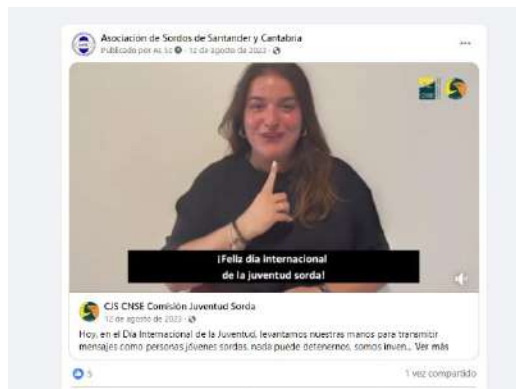 Asociación de Sordos de Santander y Cantabria
Publicado por As Sc · 12 de agosto de 2023 ·
CNSE
¡Feliz día internacional
de la juventud sorda!
CJS CNSE Comisión Juventud Sorda
12 de agosto de 2023 ·
Hoy, en el Día Internacional de la Juventud, levantamos nuestras manos para transmitir
mensajes como personas jóvenes sordas, nada puede detenernos, somos inven... Ver más
5
1 vez compartido